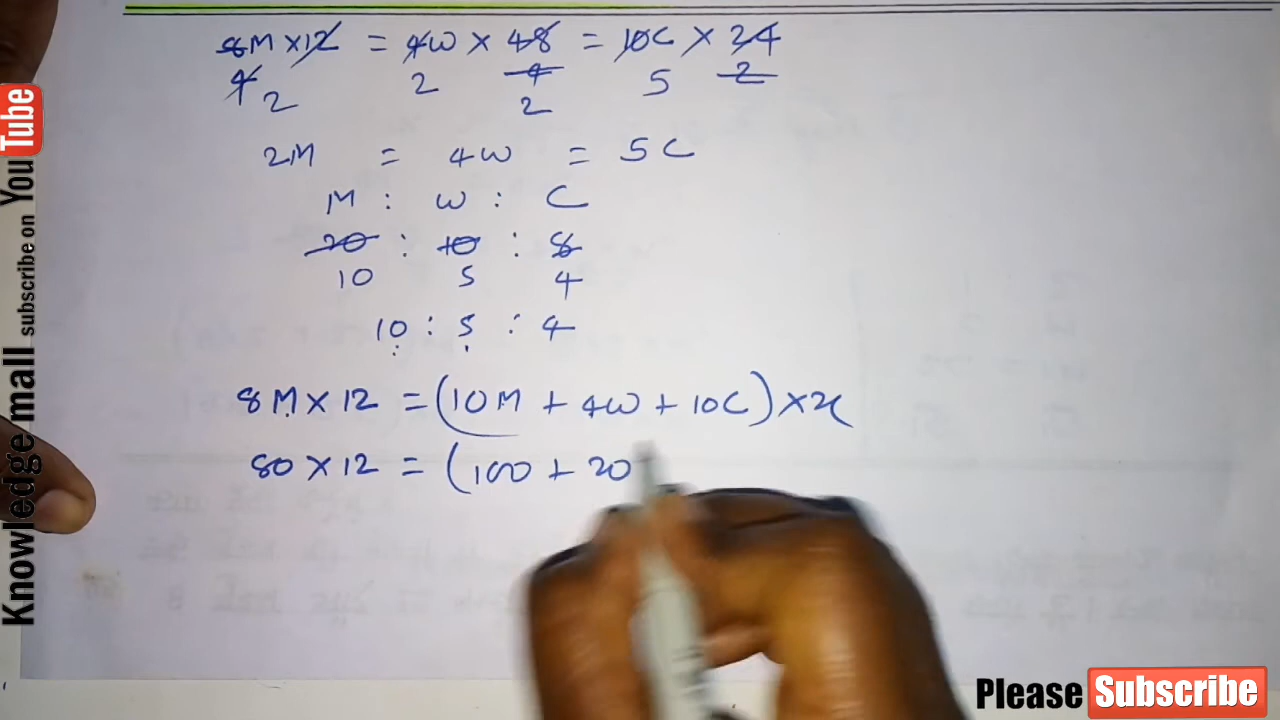 8M × 12 = 4W × 48 = 10C × 24
4 2 2 4 5 2
2
2M = 4W = 5C
M : W : C
20 : 10 : 8
10 5 4
10 : 5 : 4
8M × 12 = (10M + 4W + 10C) × x
80 × 12 = (100 + 20
Knowledge mall subscribe on YouTube
Please Subscribe